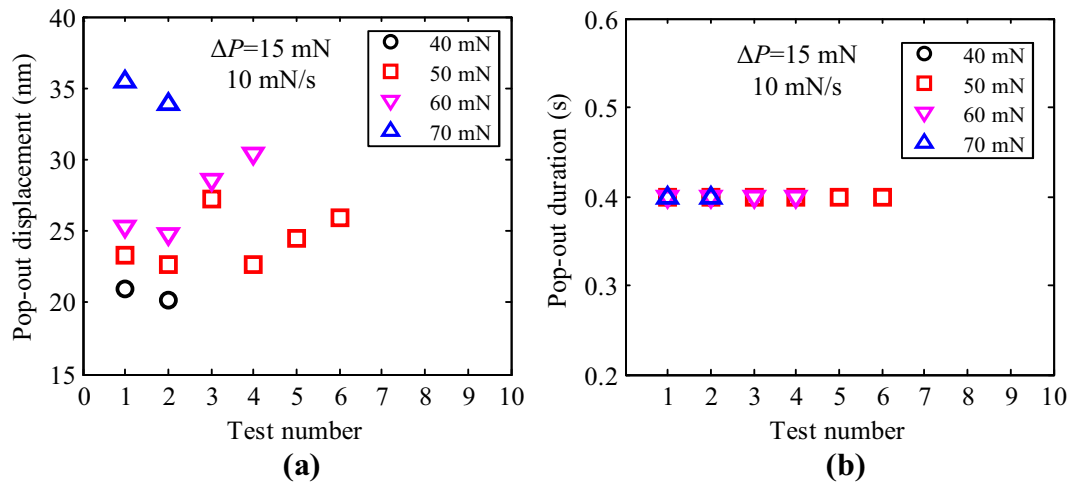 40
35
30
25
20
15
Pop-out displacement (nm)
ΔP=15 mN
10 mN/s
40 mN
50 mN
60 mN
70 mN
0 1 2 3 4 5 6 7 8 9 10
Test number
(a)
0.6
0.5
0.4
0.3
0.2
Pop-out duration (s)
ΔP=15 mN
10 mN/s
40 mN
50 mN
60 mN
70 mN
1 2 3 4 5 6 7 8 9 10
Test number
(b)